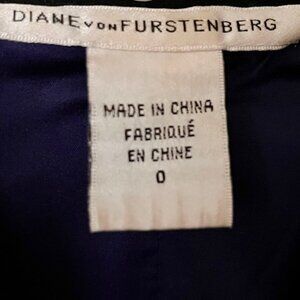 DIANE VON FURSTENBERG
MADE IN CHINA
FABRIQUÉ
EN CHINE
0